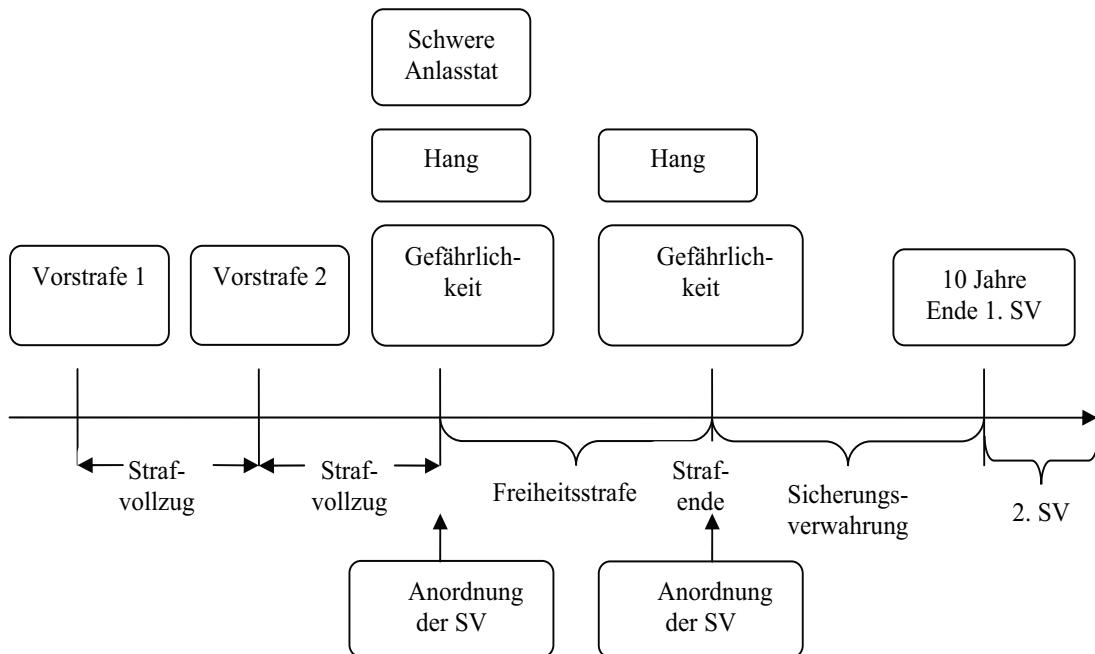 Schwere
Anlasstat
Hang
Hang
Vorstrafe 1
Vorstrafe 2
Gefährlich-
keit
Gefährlich-
keit
10 Jahre
Ende 1. SV
Straf-
vollzug
Straf-
vollzug
Freiheitsstrafe
Straf-
ende
Sicherungs-
verwahrung
2. SV
Anordnung
der SV
Anordnung
der SV